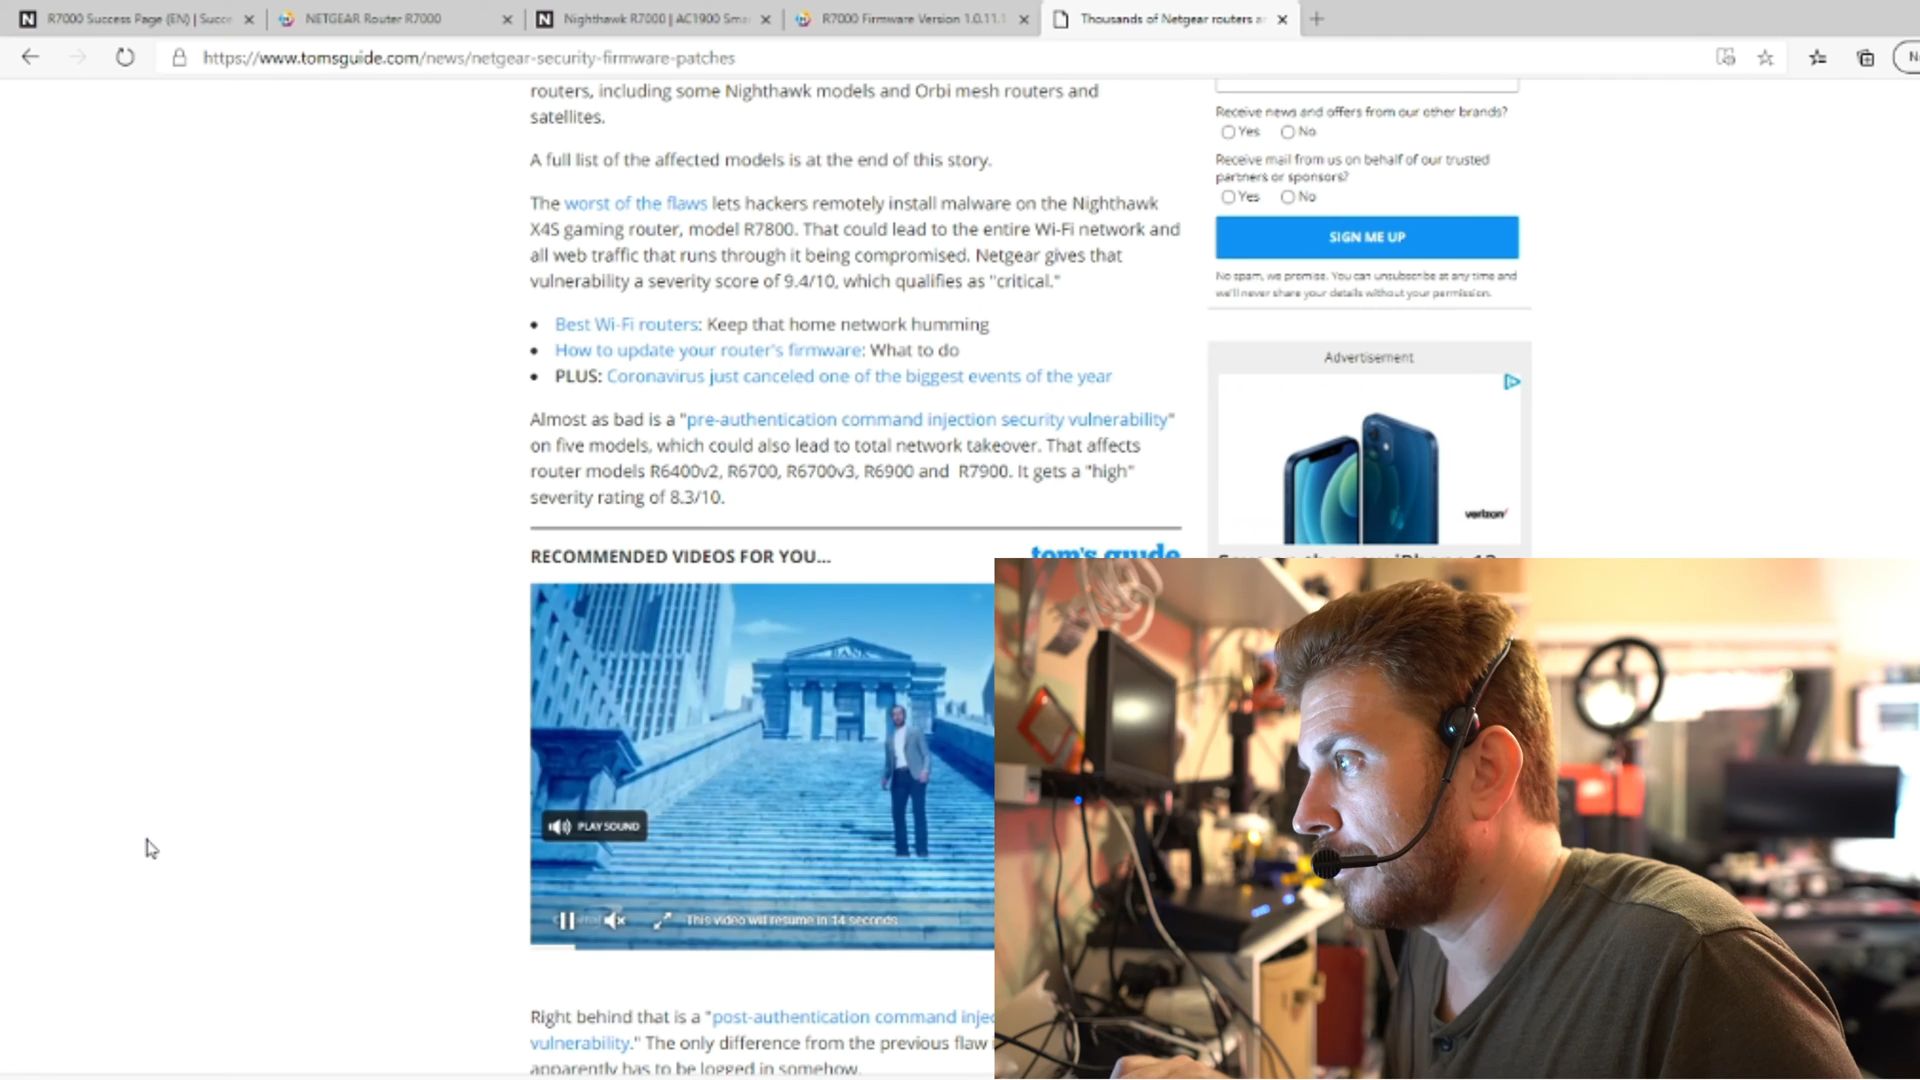 R7000 Success Page (EN) | Succe
NETGEAR Router R7000
Nighthawk R7000 | AC1900 Sma
R7000 Firmware Version 1.0.11.1
Thousands of Netgear routers a
https://www.tomsguide.com/news/netgear-security-firmware-patches
routers, including some Nighthawk models and Orbi mesh routers and
satellites.
A full list of the affected models is at the end of this story.
The worst of the flaws lets hackers remotely install malware on the Nighthawk
X4S gaming router, model R7800. That could lead to the entire Wi-Fi network and
all web traffic that runs through it being compromised. Netgear gives that
vulnerability a severity score of 9.4/10, which qualifies as "critical."
• Best Wi-Fi routers: Keep that home network humming
• How to update your router's firmware: What to do
• PLUS: Coronavirus just canceled one of the biggest events of the year
Almost as bad is a "pre-authentication command injection security vulnerability"
on five models, which could also lead to total network takeover. That affects
router models R6400v2, R6700, R6700v3, R6900 and R7900. It gets a "high"
severity rating of 8.3/10.
RECOMMENDED VIDEOS FOR YOU...
tom's guide
BANK
PLAY SOUND
This video will resume in 14 seconds
Right behind that is a "post-authentication command injec
vulnerability." The only difference from the previous flaw i
apparently has to be logged in somehow.
Receive news and offers from our other brands?
Yes No
Receive mail from us on behalf of our trusted
partners or sponsors?
Yes No
SIGN ME UP
No spam, we promise. You can unsubscribe at any time and
we'll never share your details without your permission.
Advertisement
verizon